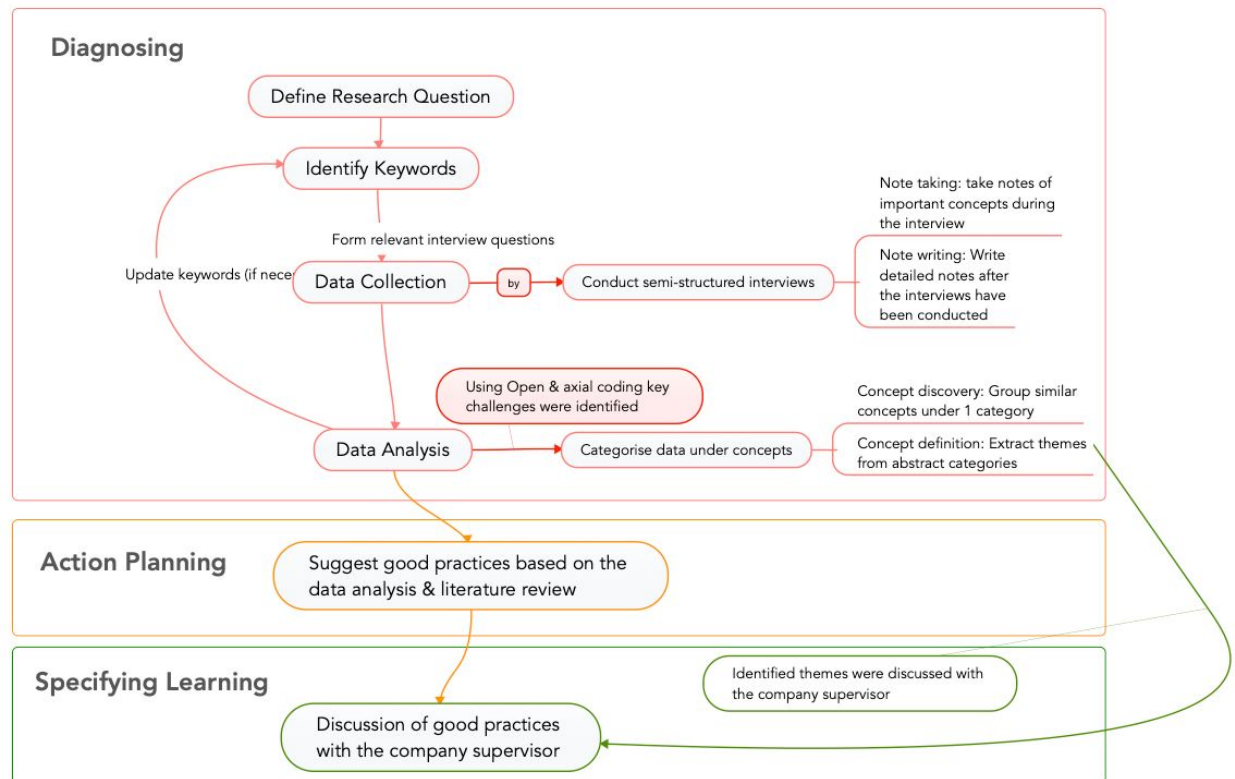 Diagnosing
Define Research Question
Identify Keywords
Note taking: take notes of
important concepts during
the interview
Form relevant interview questions
Note writing: Write
detailed notes after
the interviews have
been conducted
Update keywords (if nece
Data Collection
by
Conduct semi-structured interviews
Using Open & axial coding key
challenges were identified
Concept discovery: Group similar
concepts under 1 category
Data Analysis
Categorise data under concepts
Concept definition: Extract themes
from abstract categories
Action Planning
Suggest good practices based on the
data analysis & literature review
Specifying Learning
Identified themes were discussed with
the company supervisor
Discussion of good practices
with the company supervisor